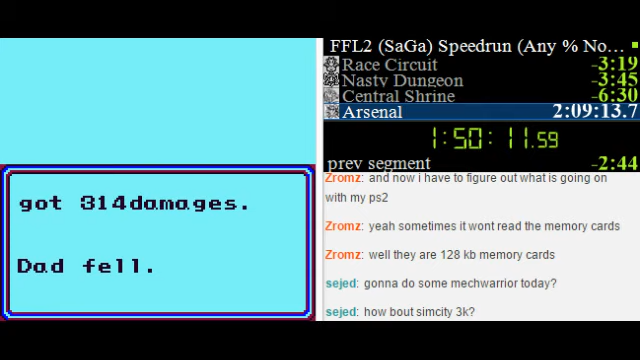 FFL2 (SaGa) Speedrun (Any % No...
Race Circuit -3:19
Nasty Dungeon -3:45
Central Shrine -6:30
Arsenal 2:09:13.7
1:50:11.59
prev segment -2:44
Zromz: and now i have to figure out what is going on
with my ps2
Zromz: yeah sometimes it wont read the memory cards
Zromz: well they are 128 kb memory cards
sejed: gonna do some mechwarrior today?
sejed: how bout simcity 3k?
got 314damages.
Dad fell.